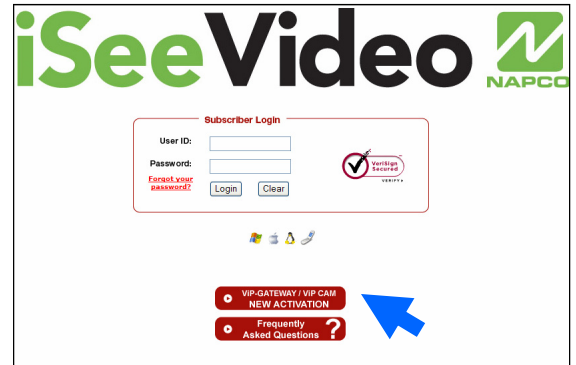 iSeeVideo
NAPCO
Subscriber Login
User ID:
Password:
Forgot your
password?
Login Clear
VeriSign
Secured
VERIFY
ViP-GATEWAY / ViP CAM
NEW ACTIVATION
Frequently
Asked Questions ?